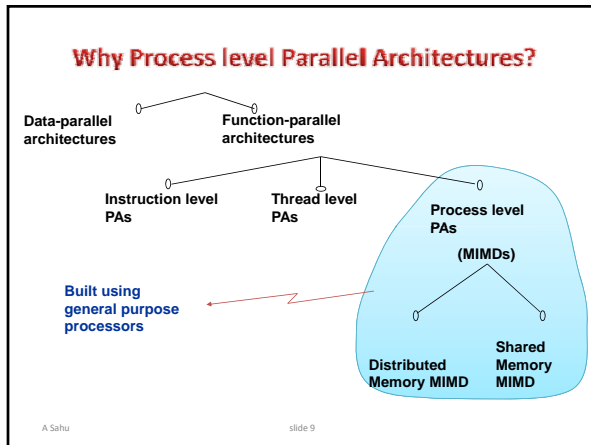 Why Process level Parallel Architectures?
Data-parallel
architectures
Function-parallel
architectures
Instruction level
PAs
Thread level
PAs
Process level
PAs
(MIMDs)
Built using
general purpose
processors
Distributed
Memory MIMD
Shared
Memory
MIMD
A Sahu
slide 9